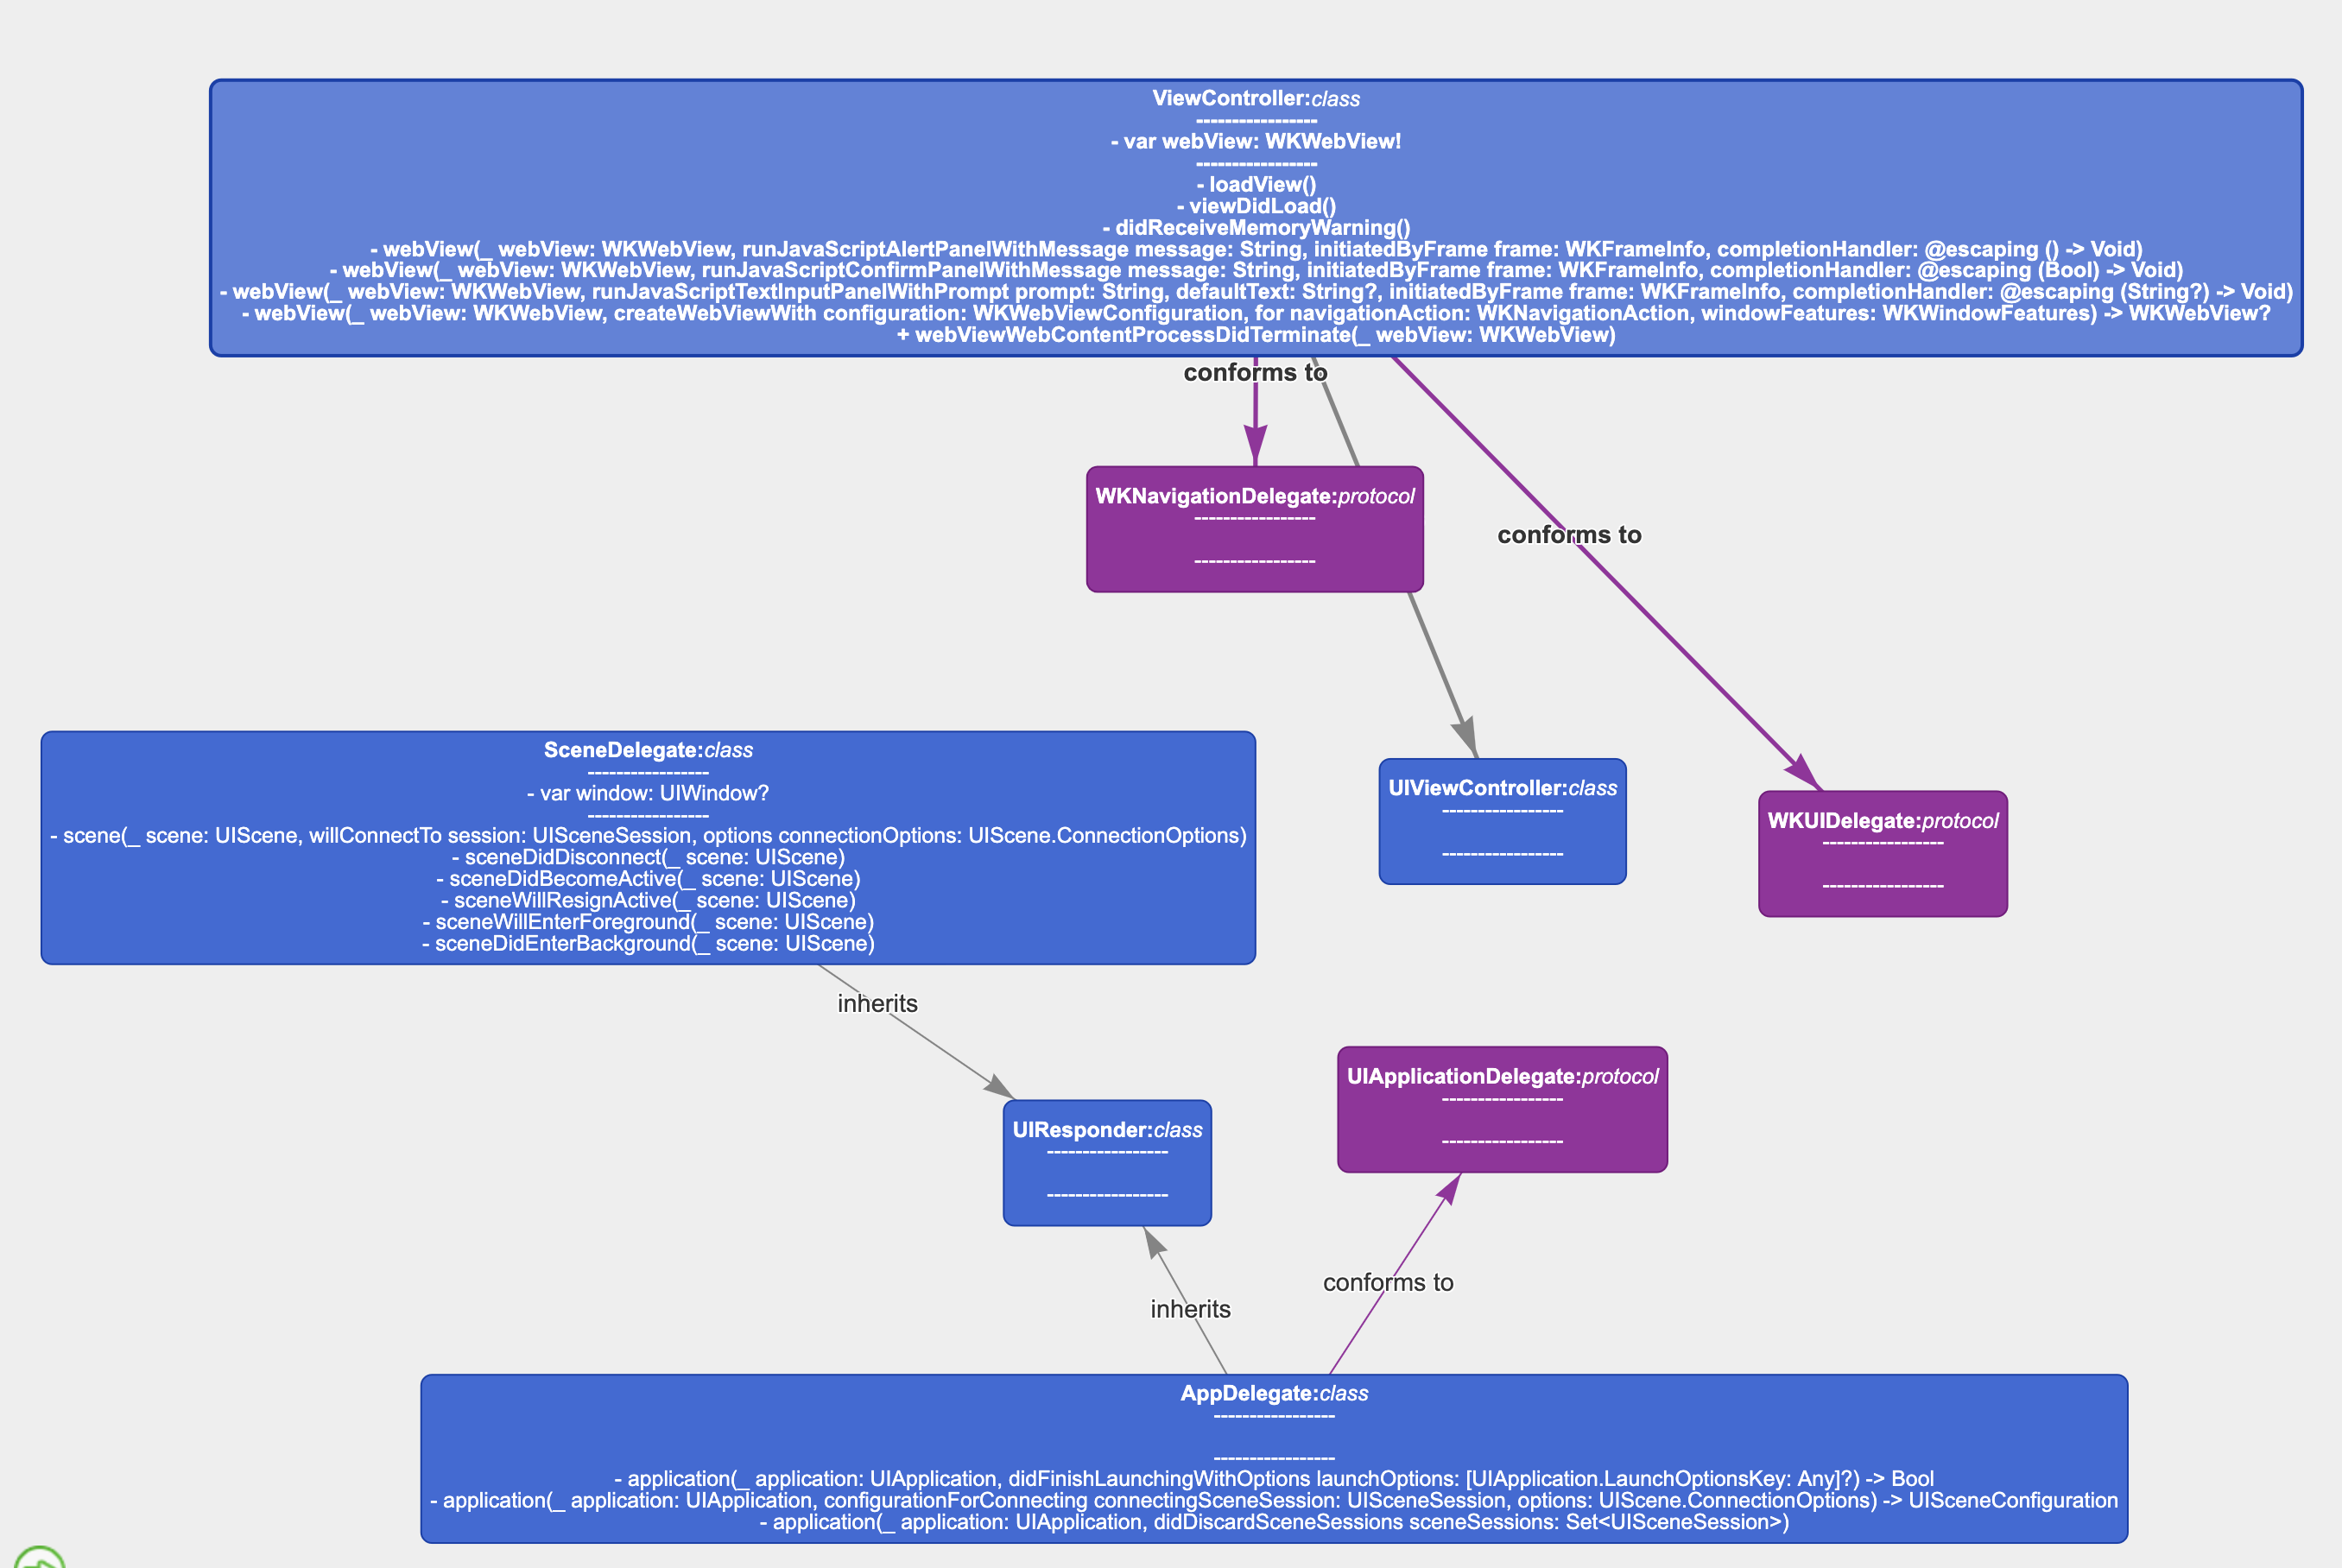 ViewController:class
-----------------
- var webView: WKWebView!
-----------------
- loadView()
- viewDidLoad()
- didReceiveMemoryWarning()
- webView(_ webView: WKWebView, runJavaScriptAlertPanelWithMessage message: String, initiatedByFrame frame: WKFrameInfo, completionHandler: @escaping () -> Void)
- webView(_ webView: WKWebView, runJavaScriptConfirmPanelWithMessage message: String, initiatedByFrame frame: WKFrameInfo, completionHandler: @escaping (Bool) -> Void)
- webView(_ webView: WKWebView, runJavaScriptTextInputPanelWithPrompt prompt: String, defaultText: String?, initiatedByFrame frame: WKFrameInfo, completionHandler: @escaping (String?) -> Void)
- webView(_ webView: WKWebView, createWebViewWith configuration: WKWebViewConfiguration, for navigationAction: WKNavigationAction, windowFeatures: WKWindowFeatures) -> WKWebView?
+ webViewWebContentProcessDidTerminate(_ webView: WKWebView)
conforms to
WKNavigationDelegate:protocol
-----------------
-----------------
conforms to
SceneDelegate:class
-----------------
- var window: UIWindow?
-----------------
- scene(_ scene: UIScene, willConnectTo session: UISceneSession, options connectionOptions: UIScene.ConnectionOptions)
- sceneDidDisconnect(_ scene: UIScene)
- sceneDidBecomeActive(_ scene: UIScene)
- sceneWillResignActive(_ scene: UIScene)
- sceneWillEnterForeground(_ scene: UIScene)
- sceneDidEnterBackground(_ scene: UIScene)
UIViewController:class
-----------------
-----------------
WKUIDelegate:protocol
-----------------
-----------------
inherits
UIResponder:class
-----------------
-----------------
UIApplicationDelegate:protocol
-----------------
-----------------
conforms to
inherits
AppDelegate:class
-----------------
-----------------
- application(_ application: UIApplication, didFinishLaunchingWithOptions launchOptions: [UIApplication.LaunchOptionsKey: Any]?) -> Bool
- application(_ application: UIApplication, configurationForConnecting connectingSceneSession: UISceneSession, options: UIScene.ConnectionOptions) -> UISceneConfiguration
- application(_ application: UIApplication, didDiscardSceneSessions sceneSessions: Set<UISceneSession>)